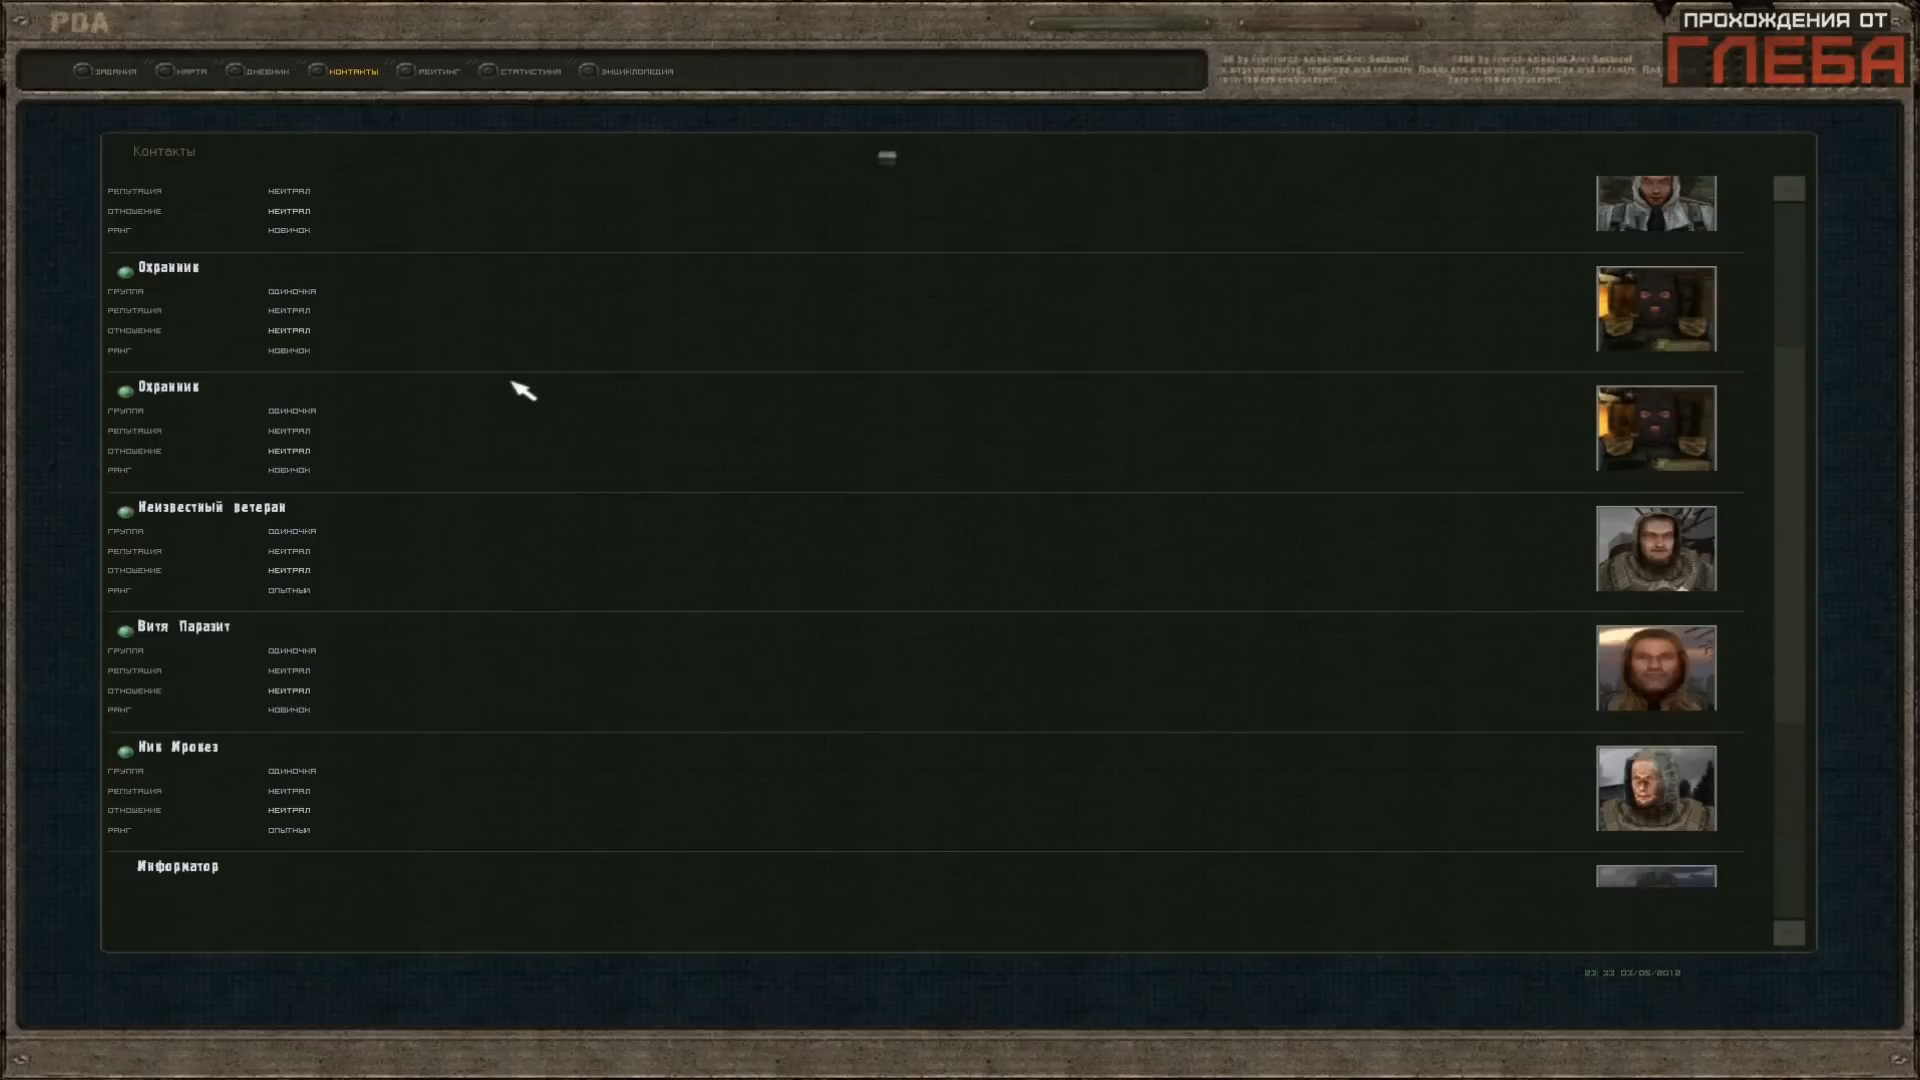 PDA
ПРОХОЖДЕНИЯ ОТ
ГЛЕБА
ЗАДАНИЯ КАРТА ДНЕВНИК КОНТАКТЫ РЕЙТИНГ СТАТИСТИКА ЭНЦИКЛОПЕДИЯ
Контакты
РЕПУТАЦИЯ НЕЙТРАЛ
ОТНОШЕНИЕ НЕЙТРАЛ
РАНГ НОВИЧОК
Охранник
ГРУППА ОДИНОЧКА
РЕПУТАЦИЯ НЕЙТРАЛ
ОТНОШЕНИЕ НЕЙТРАЛ
РАНГ НОВИЧОК
Охранник
ГРУППА ОДИНОЧКА
РЕПУТАЦИЯ НЕЙТРАЛ
ОТНОШЕНИЕ НЕЙТРАЛ
РАНГ НОВИЧОК
Неизвестный ветеран
ГРУППА ОДИНОЧКА
РЕПУТАЦИЯ НЕЙТРАЛ
ОТНОШЕНИЕ НЕЙТРАЛ
РАНГ ОПЫТНЫЙ
Витя Паразит
ГРУППА ОДИНОЧКА
РЕПУТАЦИЯ НЕЙТРАЛ
ОТНОШЕНИЕ НЕЙТРАЛ
РАНГ НОВИЧОК
Ник Ирокез
ГРУППА ОДИНОЧКА
РЕПУТАЦИЯ НЕЙТРАЛ
ОТНОШЕНИЕ НЕЙТРАЛ
РАНГ ОПЫТНЫЙ
Информатор
03/05/2012